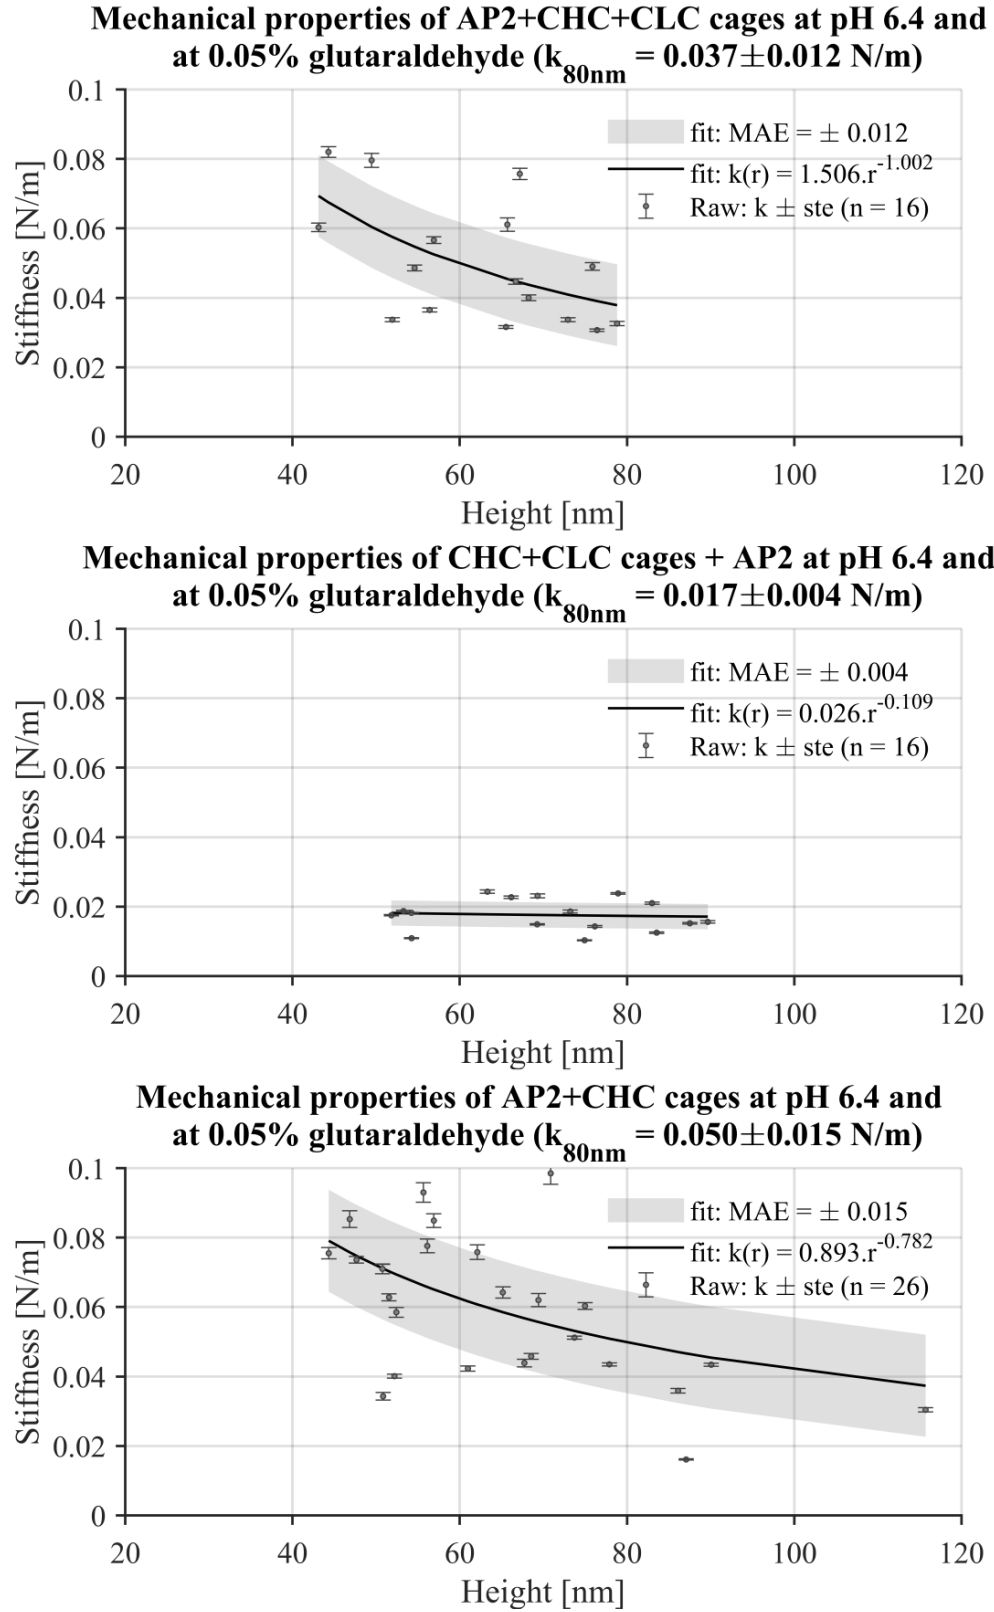 Mechanical properties of AP2+CHC+CLC cages at pH 6.4 and
at 0.05% glutaraldehyde (k80nm = 0.037±0.012 N/m)
0.1
0.08
0.06
0.04
0.02
0
Stiffness [N/m]
fit: MAE = ± 0.012
fit: k(r) = 1.506.r-1.002
Raw: k ± ste (n = 16)
20 40 60 80 100 120
Height [nm]
Mechanical properties of CHC+CLC cages + AP2 at pH 6.4 and
at 0.05% glutaraldehyde (k80nm = 0.017±0.004 N/m)
0.1
0.08
0.06
0.04
0.02
0
Stiffness [N/m]
fit: MAE = ± 0.004
fit: k(r) = 0.026.r-0.109
Raw: k ± ste (n = 16)
20 40 60 80 100 120
Height [nm]
Mechanical properties of AP2+CHC cages at pH 6.4 and
at 0.05% glutaraldehyde (k80nm = 0.050±0.015 N/m)
0.1
0.08
0.06
0.04
0.02
0
Stiffness [N/m]
fit: MAE = ± 0.015
fit: k(r) = 0.893.r-0.782
Raw: k ± ste (n = 26)
20 40 60 80 100 120
Height [nm]